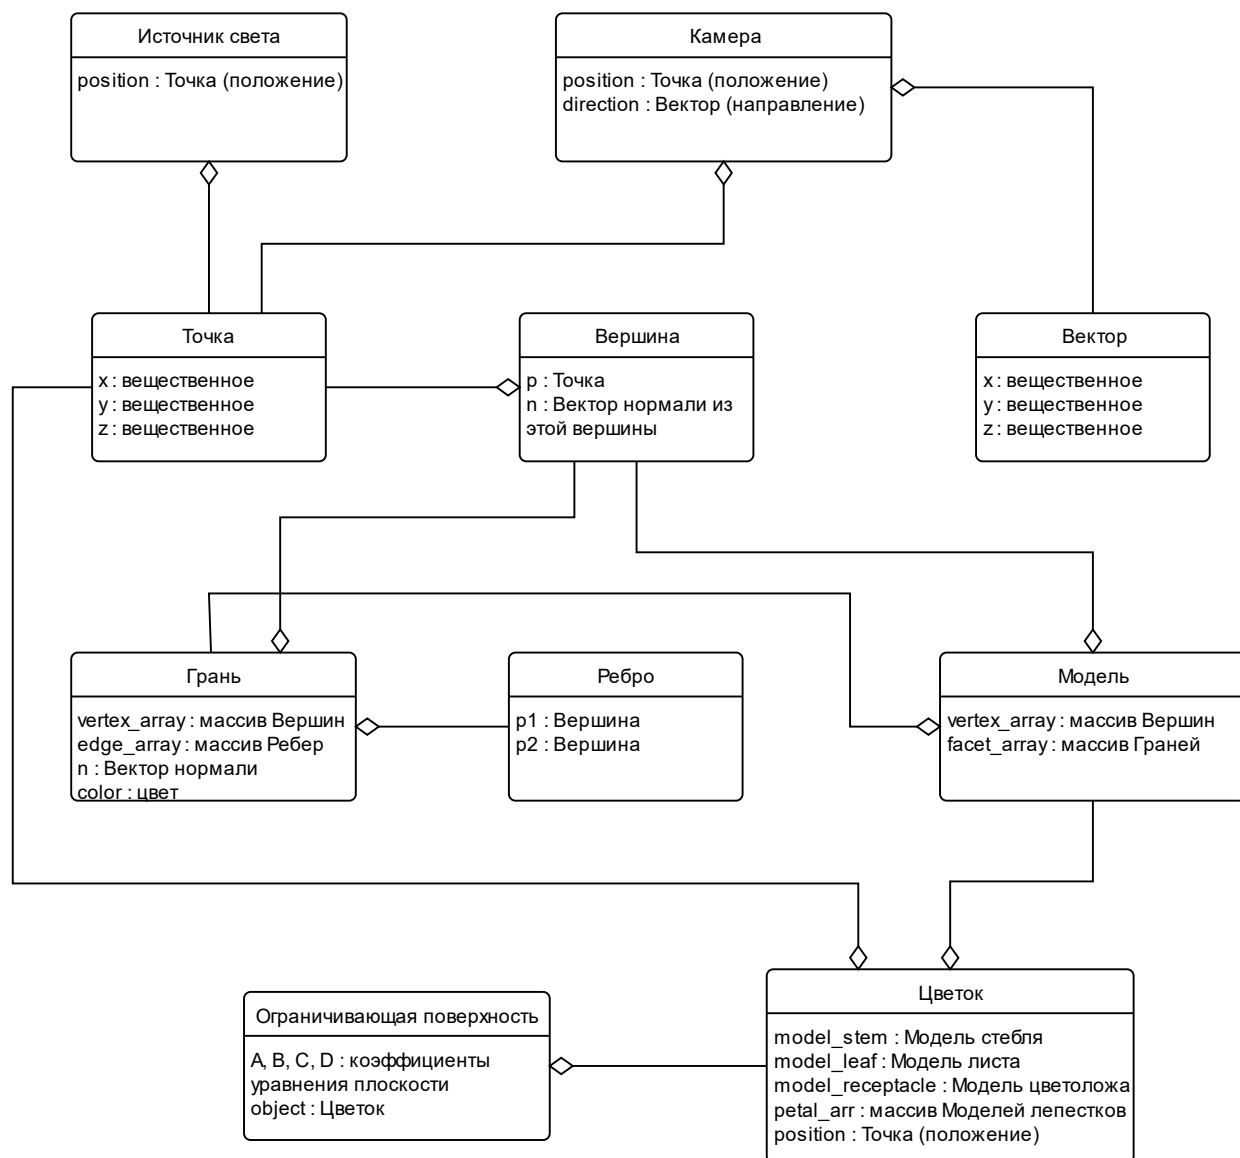 Источник света
position : Точка (положение)
Камера
position : Точка (положение)
direction : Вектор (направление)
Точка
x : вещественное
y : вещественное
z : вещественное
Вершина
p : Точка
n : Вектор нормали из
этой вершины
Вектор
x : вещественное
y : вещественное
z : вещественное
Грань
vertex_array : массив Вершин
edge_array : массив Ребер
n : Вектор нормали
color : цвет
Ребро
p1 : Вершина
p2 : Вершина
Модель
vertex_array : массив Вершин
facet_array : массив Граней
Ограничивающая поверхность
A, B, C, D : коэффициенты
уравнения плоскости
object : Цветок
Цветок
model_stem : Модель стебля
model_leaf : Модель листа
model_receptacle : Модель цветоложа
petal_arr : массив Моделей лепестков
position : Точка (положение)